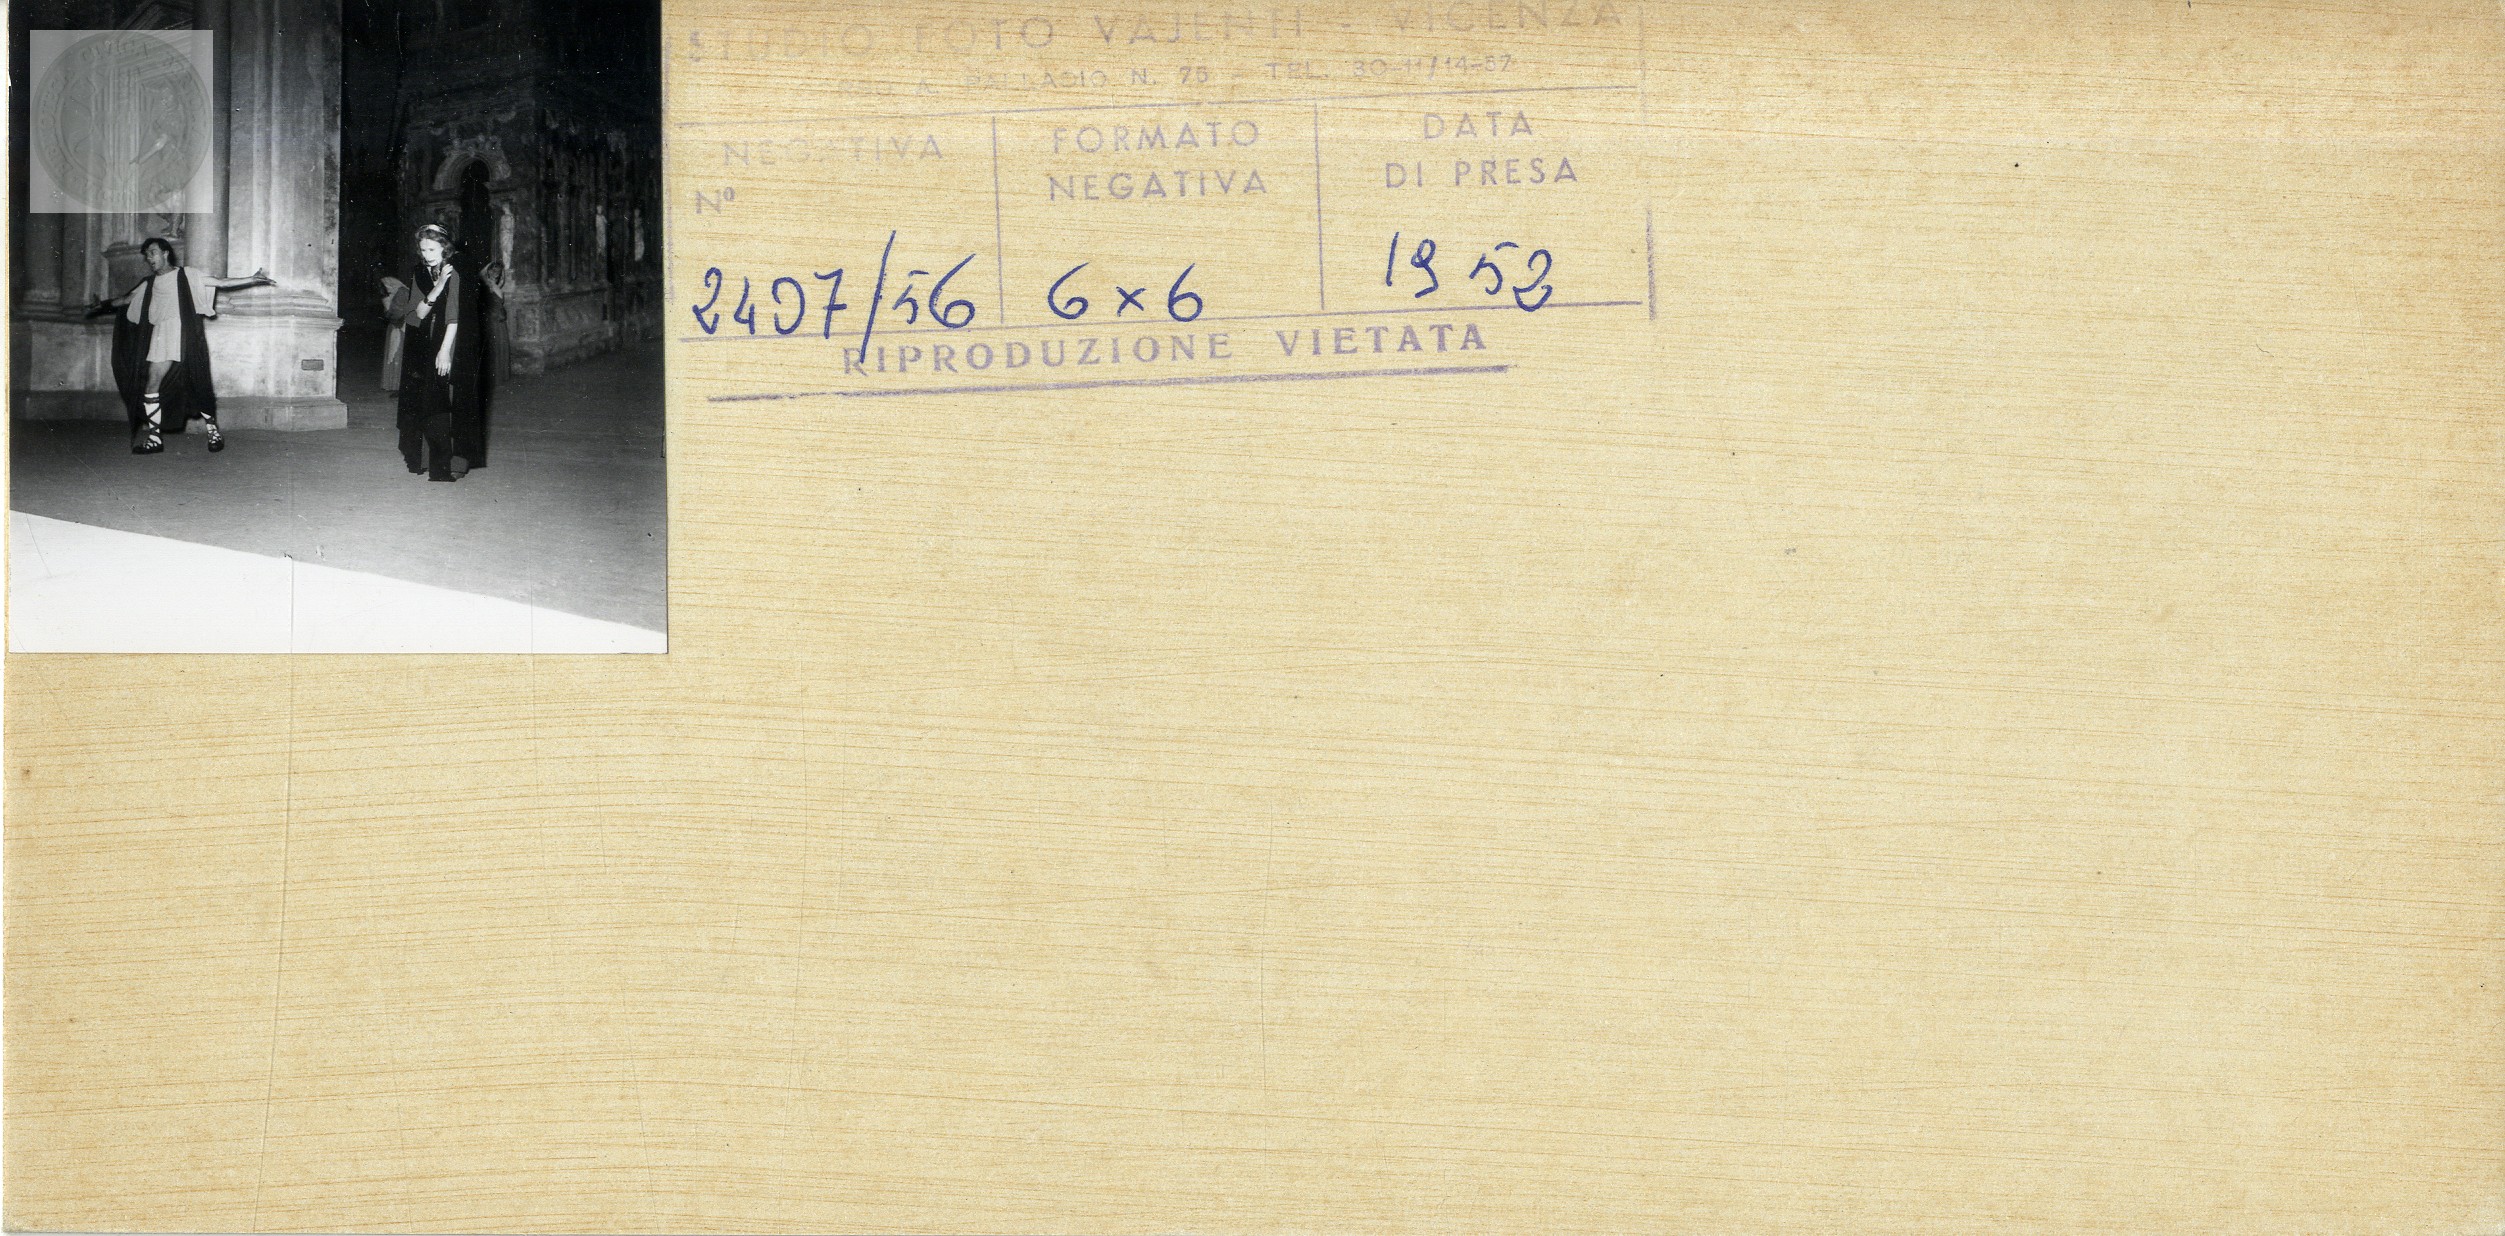 STUDIO FOTO VAJENTI - VICENZA
A. PALLADIO N. 75 - TEL. 30-11/14-57
NEGATIVA
Nº
FORMATO
NEGATIVA
DATA
DI PRESA
2407/56
6×6
1952
RIPRODUZIONE VIETATA